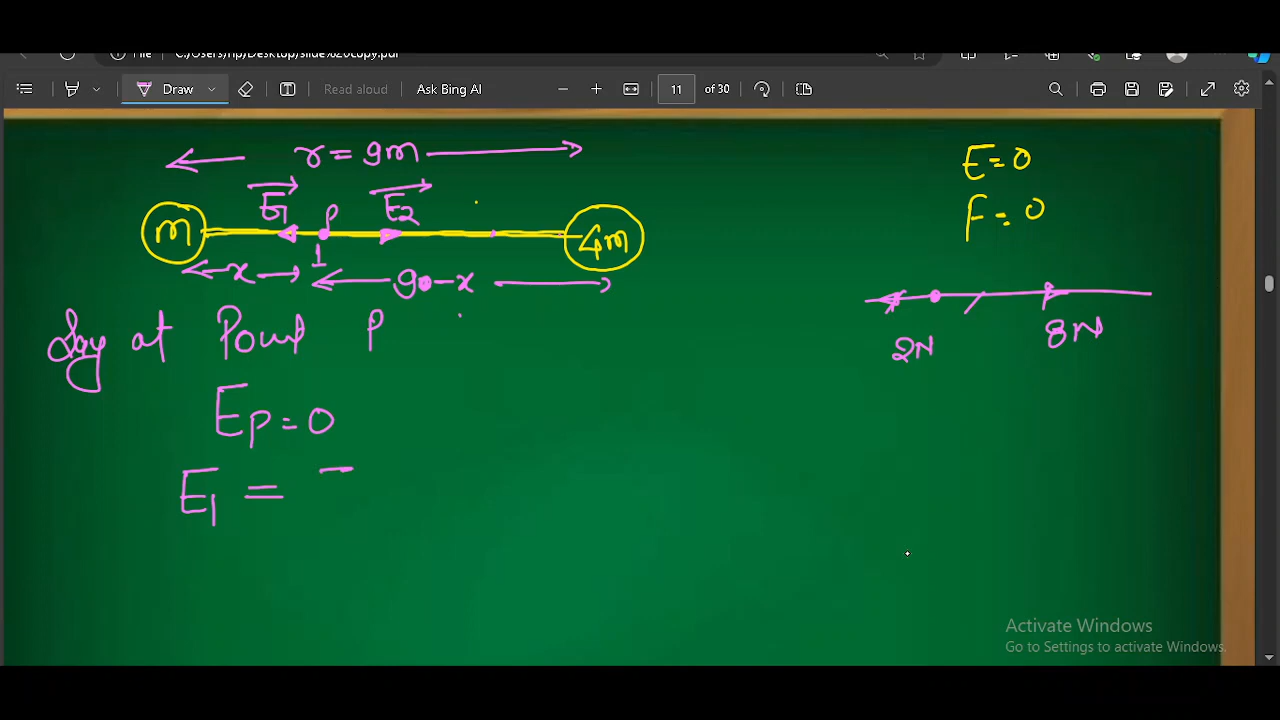 File C:/Users/hp/Desktop/slide%20copy.pdf
Draw Read aloud Ask Bing AI 11 of 30
r = 9m
E1 P E2
m 4m
x 1 9 - x
E = 0
F = 0
2N 8N
Say at Point P
Ep = 0
E1 =
Activate Windows
Go to Settings to activate Windows.